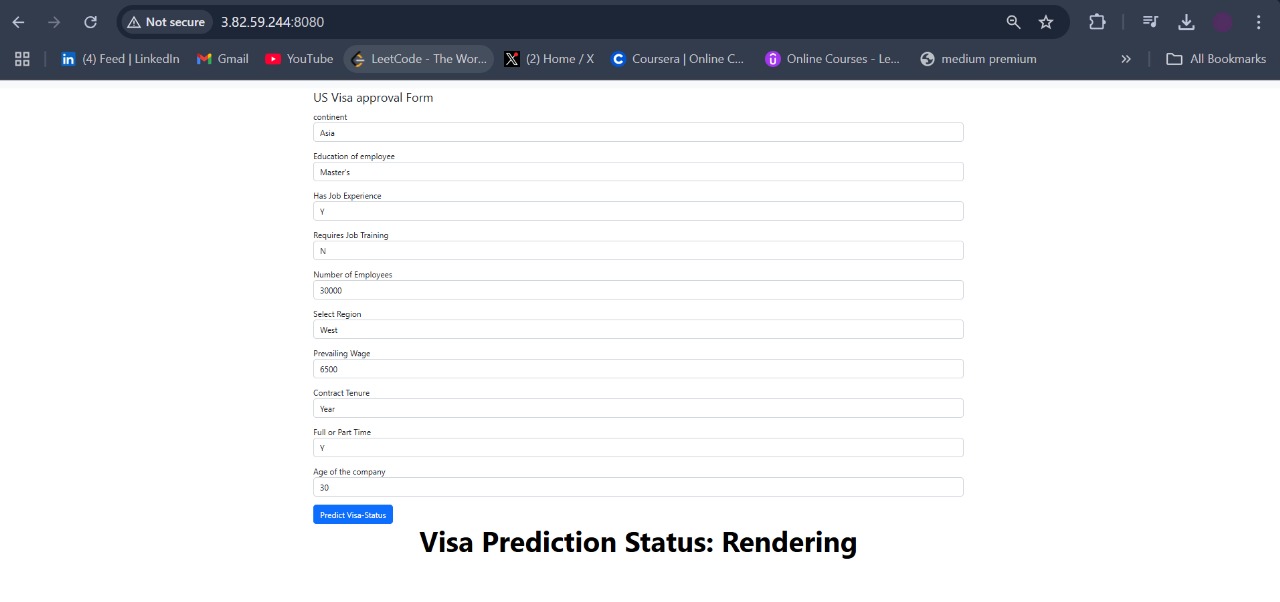 Not secure 3.82.59.244:8080
(4) Feed | LinkedIn Gmail YouTube LeetCode - The Wor... (2) Home / X Coursera | Online C... Online Courses - Le... medium premium » All Bookmarks
US Visa approval Form
continent
Asia
Education of employee
Master's
Has Job Experience
Y
Requires Job Training
N
Number of Employees
30000
Select Region
West
Prevailing Wage
6500
Contract Tenure
Year
Full or Part Time
Y
Age of the company
30
Predict Visa-Status
Visa Prediction Status: Rendering